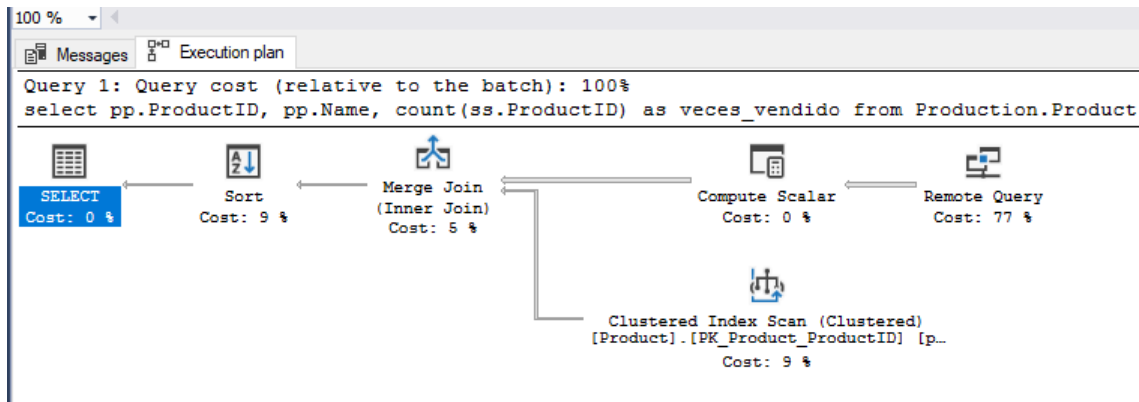 100 %
Messages
Execution plan
Query 1: Query cost (relative to the batch): 100%
select pp.ProductID, pp.Name, count(ss.ProductID) as veces_vendido from Production.Product
SELECT
Cost: 0 %
Sort
Cost: 9 %
Merge Join
(Inner Join)
Cost: 5 %
Compute Scalar
Cost: 0 %
Remote Query
Cost: 77 %
Clustered Index Scan (Clustered)
[Product].[PK_Product_ProductID] [p…
Cost: 9 %